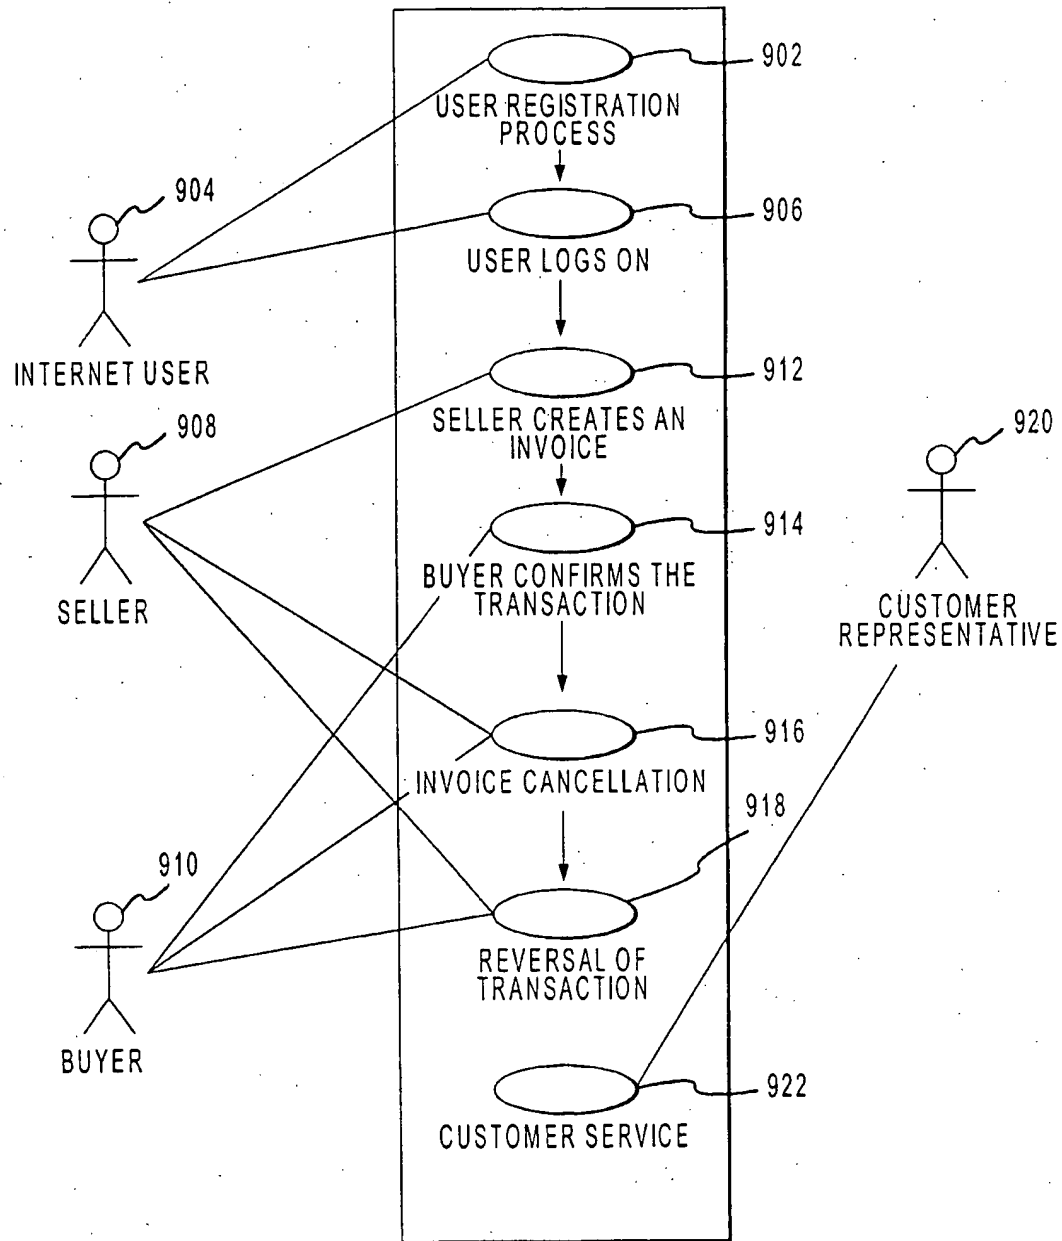 902
USER REGISTRATION
PROCESS
904
906
USER LOGS ON
INTERNET USER
912
SELLER CREATES AN
INVOICE
908
920
914
BUYER CONFIRMS THE
TRANSACTION
SELLER
CUSTOMER
REPRESENTATIVE
916
INVOICE CANCELLATION
918
910
REVERSAL OF
TRANSACTION
BUYER
922
CUSTOMER SERVICE